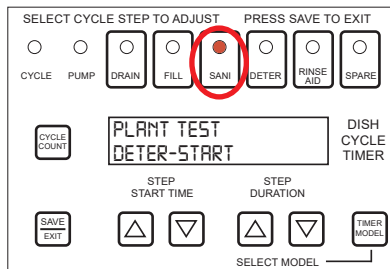 SELECT CYCLE STEP TO ADJUST PRESS SAVE TO EXIT
CYCLE PUMP DRAIN FILL SANI DETER RINSE AID SPARE
CYCLE COUNT
PLANT TEST
DETER-START
DISH
CYCLE
TIMER
STEP
START TIME
STEP
DURATION
SAVE
EXIT
TIMER
MODEL
SELECT MODEL